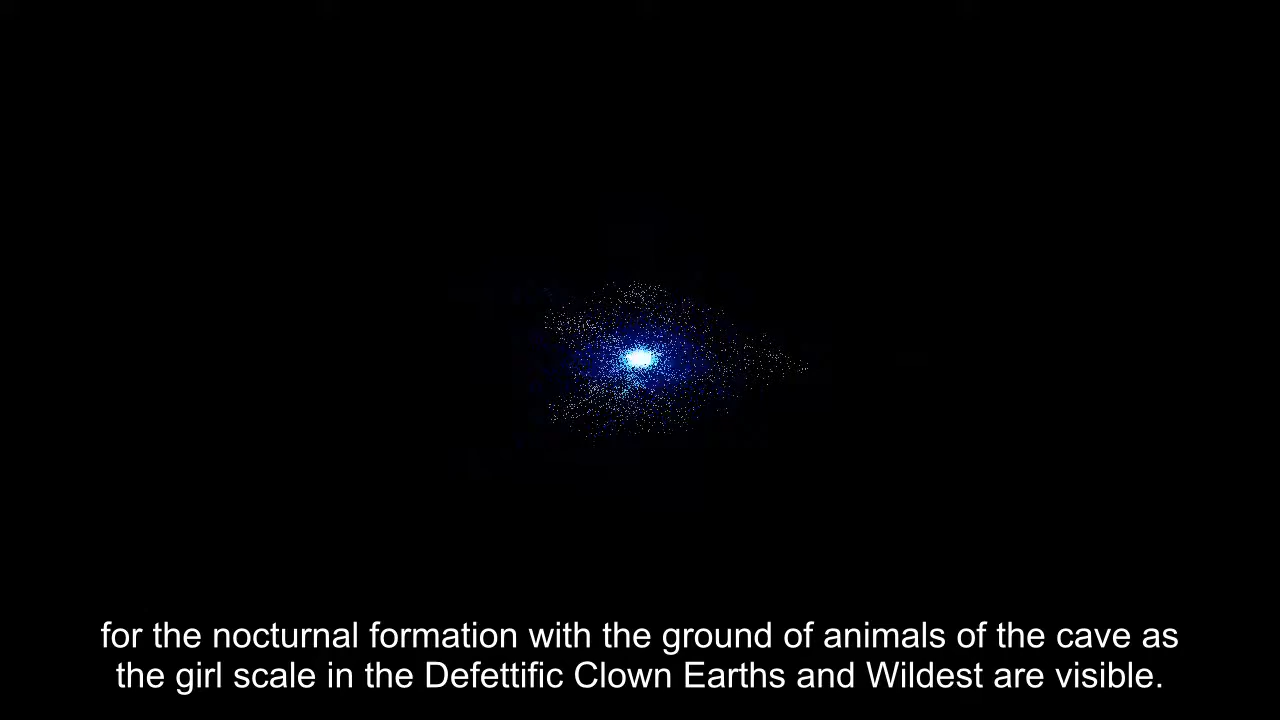 for the nocturnal formation with the ground of animals of the cave as
the girl scale in the Defettific Clown Earths and Wildest are visible.